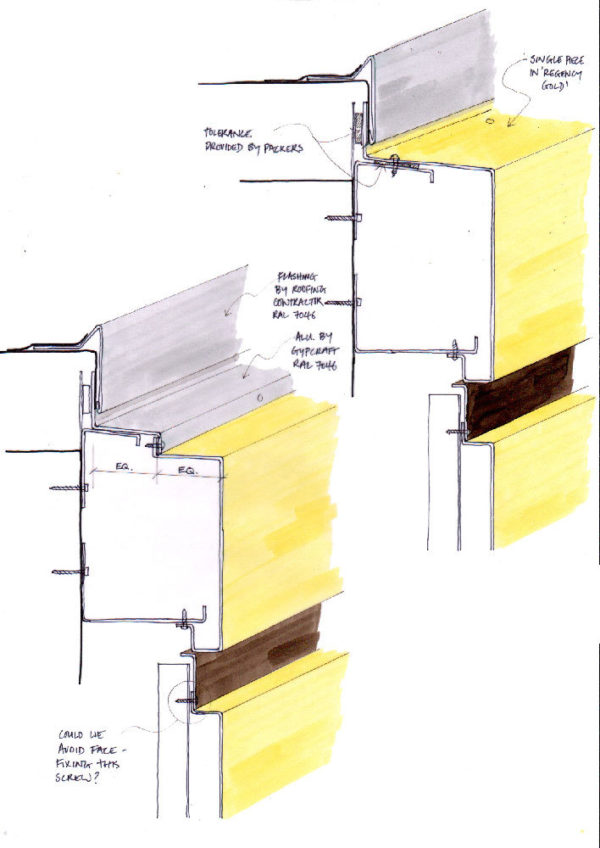 SINGLE PIECE
IN 'REGENCY
GOLD'
TOLERANCE
PROVIDED BY PACKERS
FLASHING
BY ROOFING
CONTRACTOR
RAL 7046
ALU. BY
GYPCRAFT
RAL 7046
EQ. EQ.
COULD WE
AVOID FACE-
FIXING THIS
SCREW?